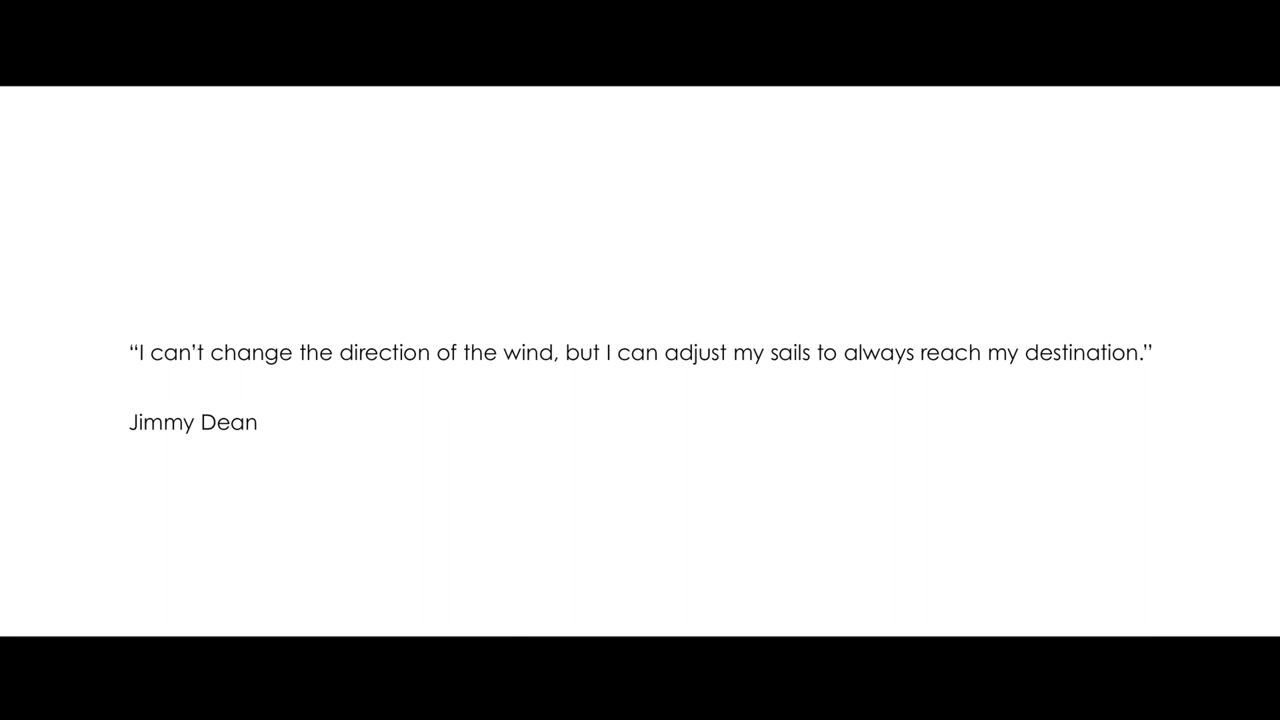 “I can’t change the direction of the wind, but I can adjust my sails to always reach my destination.”
Jimmy Dean